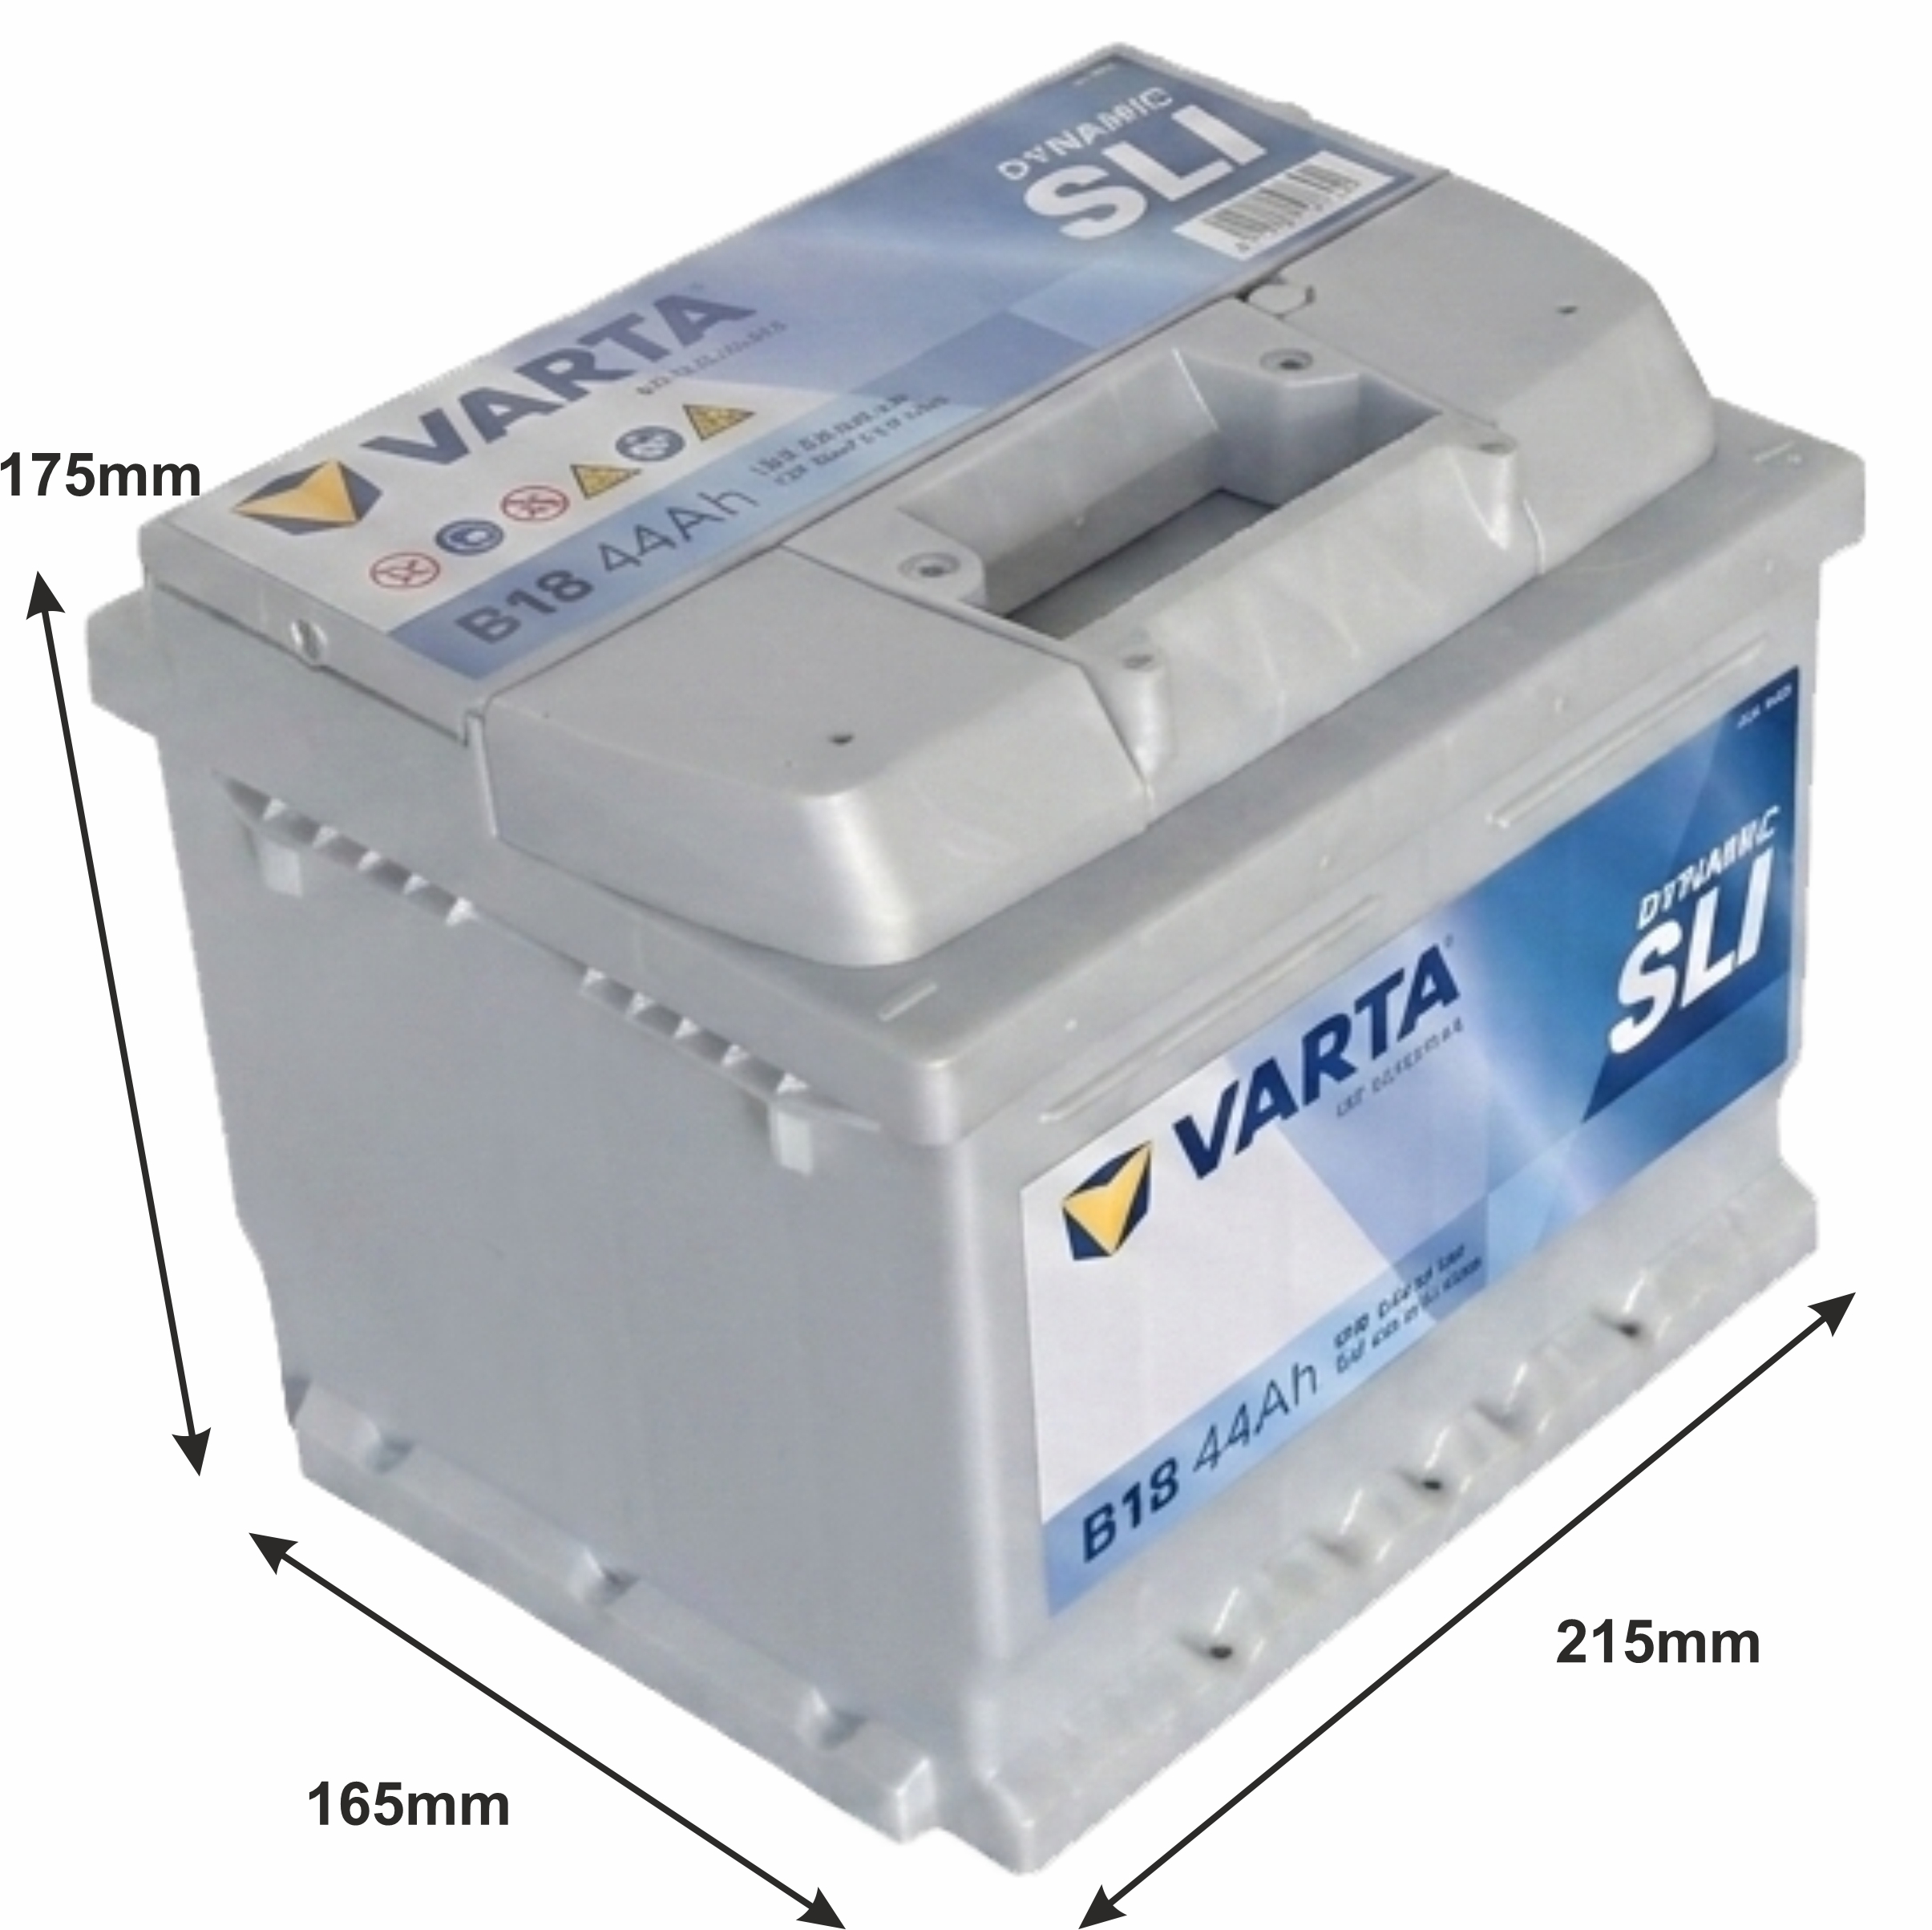 DYNAMIC
SLI
VARTA
B18 44Ah
175mm
DYNAMIC
SLI
VARTA
B18 44Ah
215mm
165mm